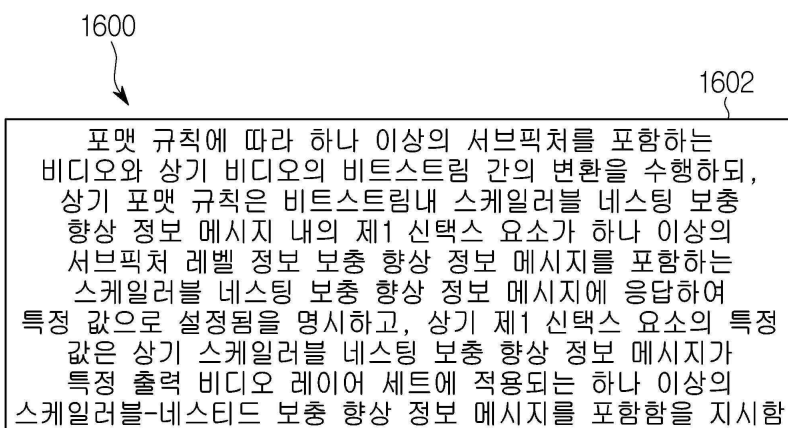 1600
1602
포맷 규칙에 따라 하나 이상의 서브픽처를 포함하는
비디오와 상기 비디오의 비트스트림 간의 변환을 수행하되,
상기 포맷 규칙은 비트스트림내 스케일러블 네스팅 보충
향상 정보 메시지 내의 제1 신택스 요소가 하나 이상의
서브픽처 레벨 정보 보충 향상 정보 메시지를 포함하는
스케일러블 네스팅 보충 향상 정보 메시지에 응답하여
특정 값으로 설정됨을 명시하고, 상기 제1 신택스 요소의 특정
값은 상기 스케일러블 네스팅 보충 향상 정보 메시지가
특정 출력 비디오 레이어 세트에 적용되는 하나 이상의
스케일러블-네스티드 보충 향상 정보 메시지를 포함함을 지시함